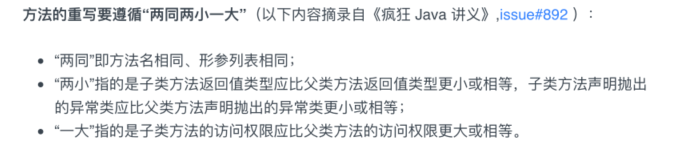 方法的重写要遵循“两同两小一大”（以下内容摘录自《疯狂 Java 讲义》,issue#892 ）：
“两同”即方法名相同、形参列表相同；
“两小”指的是子类方法返回值类型应比父类方法返回值类型更小或相等，子类方法声明抛出
的异常类应比父类方法声明抛出的异常类更小或相等；
“一大”指的是子类方法的访问权限应比父类方法的访问权限更大或相等。